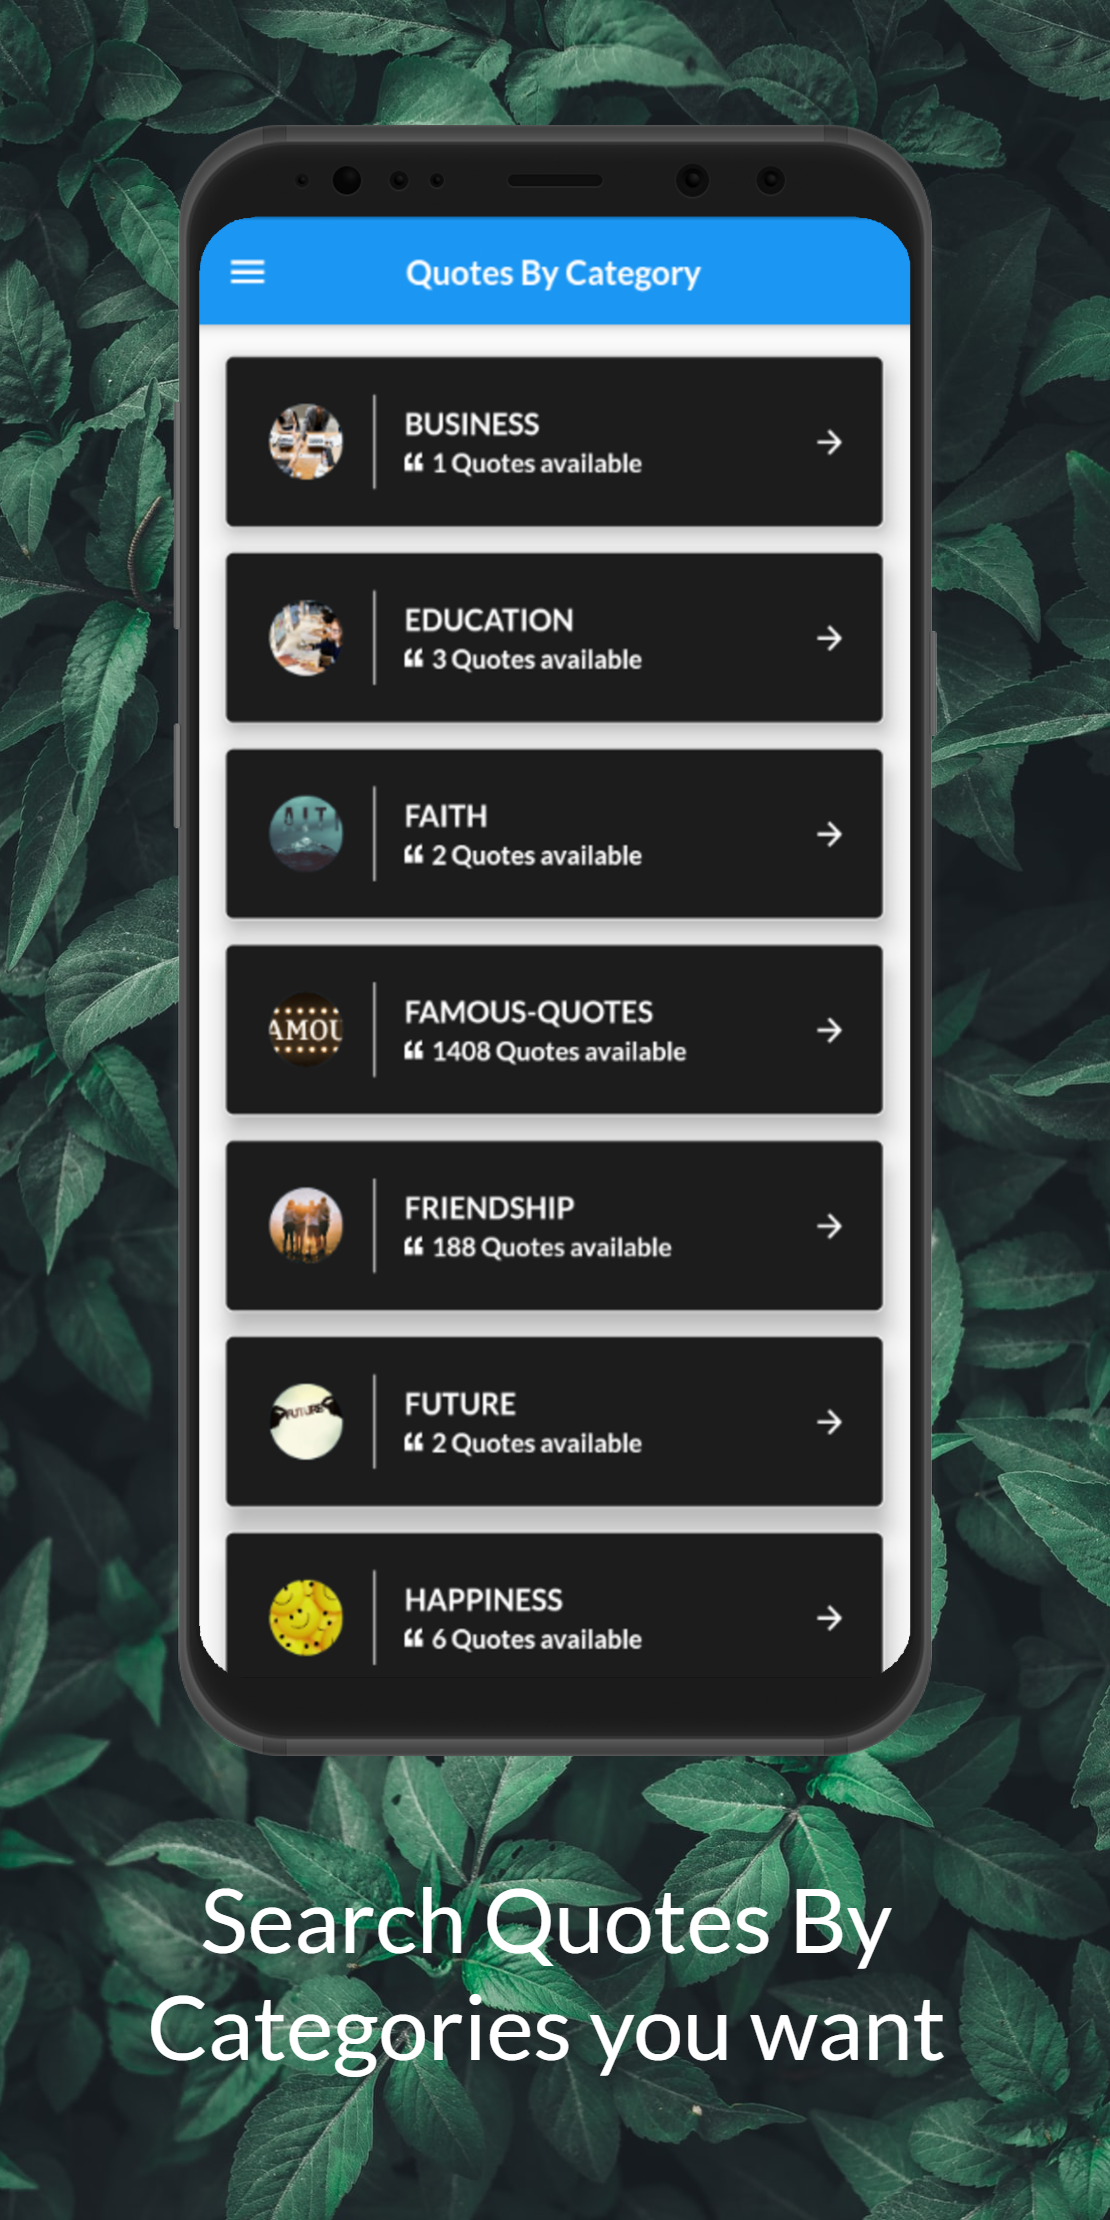 Quotes By Category
BUSINESS
1 Quotes available
EDUCATION
3 Quotes available
FAITH
2 Quotes available
AMOU
FAMOUS-QUOTES
1408 Quotes available
FRIENDSHIP
188 Quotes available
FUTURE
FUTURE
2 Quotes available
HAPPINESS
6 Quotes available
Search Quotes By
Categories you want